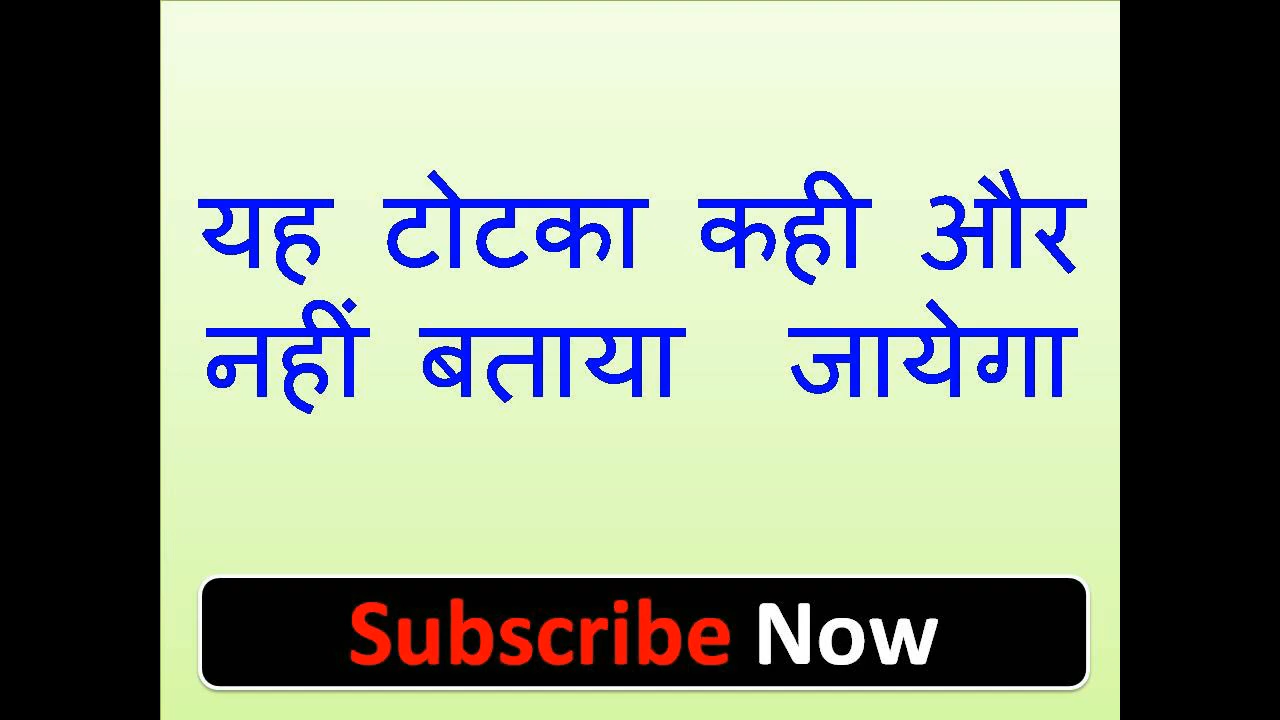 यह टोटका कही और
नहीं बताया जायेगा
Subscribe Now